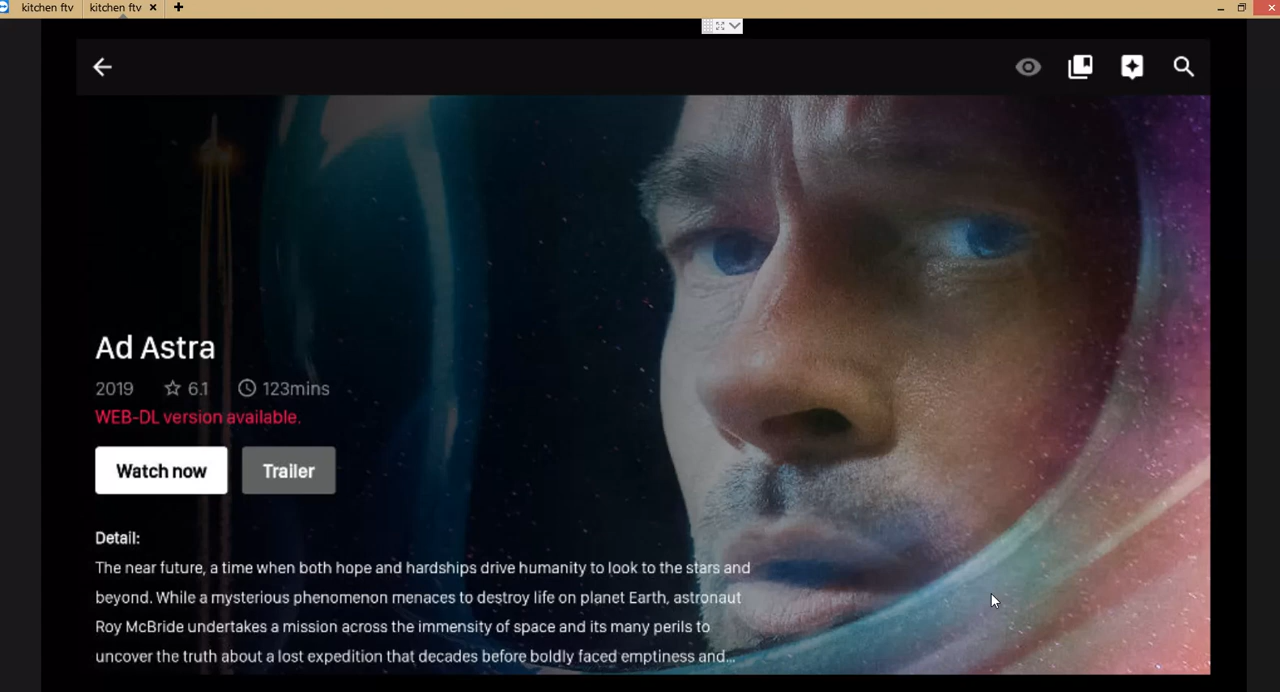 kitchen ftv
kitchen ftv
Ad Astra
2019 6.1 123mins
WEB-DL version available.
Watch now Trailer
Detail:
The near future, a time when both hope and hardships drive humanity to look to the stars and
beyond. While a mysterious phenomenon menaces to destroy life on planet Earth, astronaut
Roy McBride undertakes a mission across the immensity of space and its many perils to
uncover the truth about a lost expedition that decades before boldly faced emptiness and...